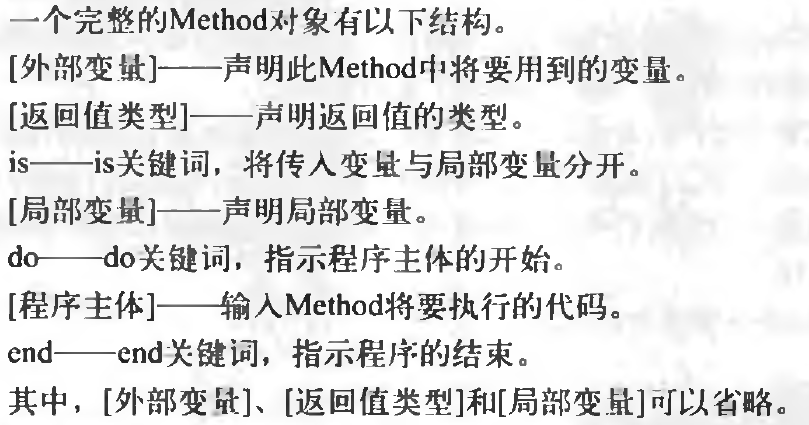 一个完整的Method对象有以下结构。
[外部变量]——声明此Method中将要用到的变量。
[返回值类型]——声明返回值的类型。
is——is关键词，将传入变量与局部变量分开。
[局部变量]——声明局部变量。
do——do关键词，指示程序主体的开始。
[程序主体]——输入Method将要执行的代码。
end——end关键词，指示程序的结束。
其中，[外部变量]、[返回值类型]和[局部变量]可以省略。